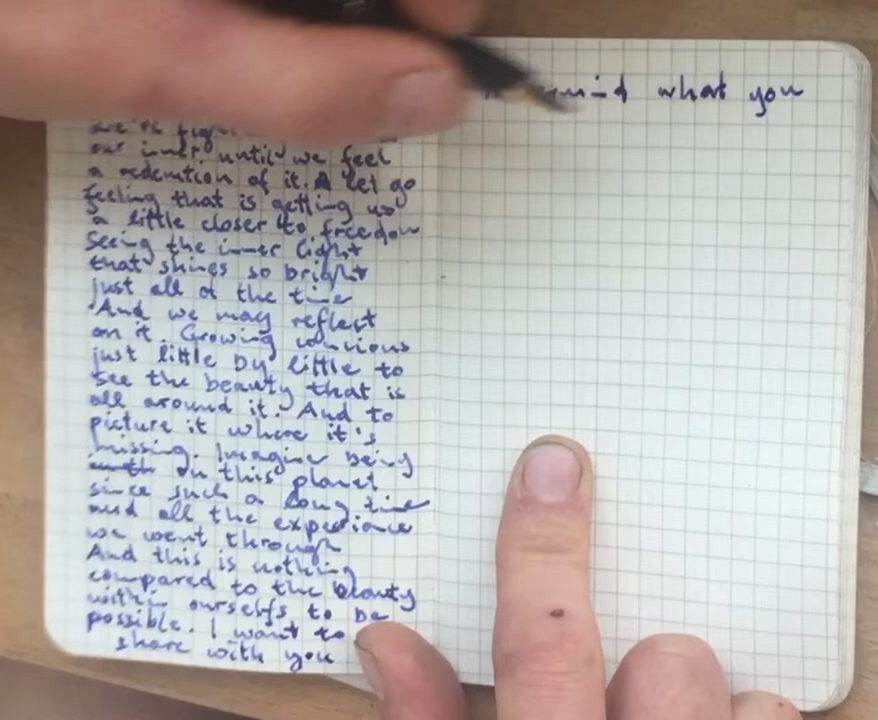 our inner until we feel
a redemtion of it. A let go
feeling that is getting us
a little closer to freedom
Seeing the inner light
that shines so bright
just all of the time
And we may reflect
on it. Growing concious
just little by little to
see the beauty that is
all around it. And to
picture it where it's
missing. Imagine being
on this planet
since such a long time
and all the experience
we went through
And this is nothing
compared to the beauty
within ourselfs to be
possible. I want to
share with you
what you